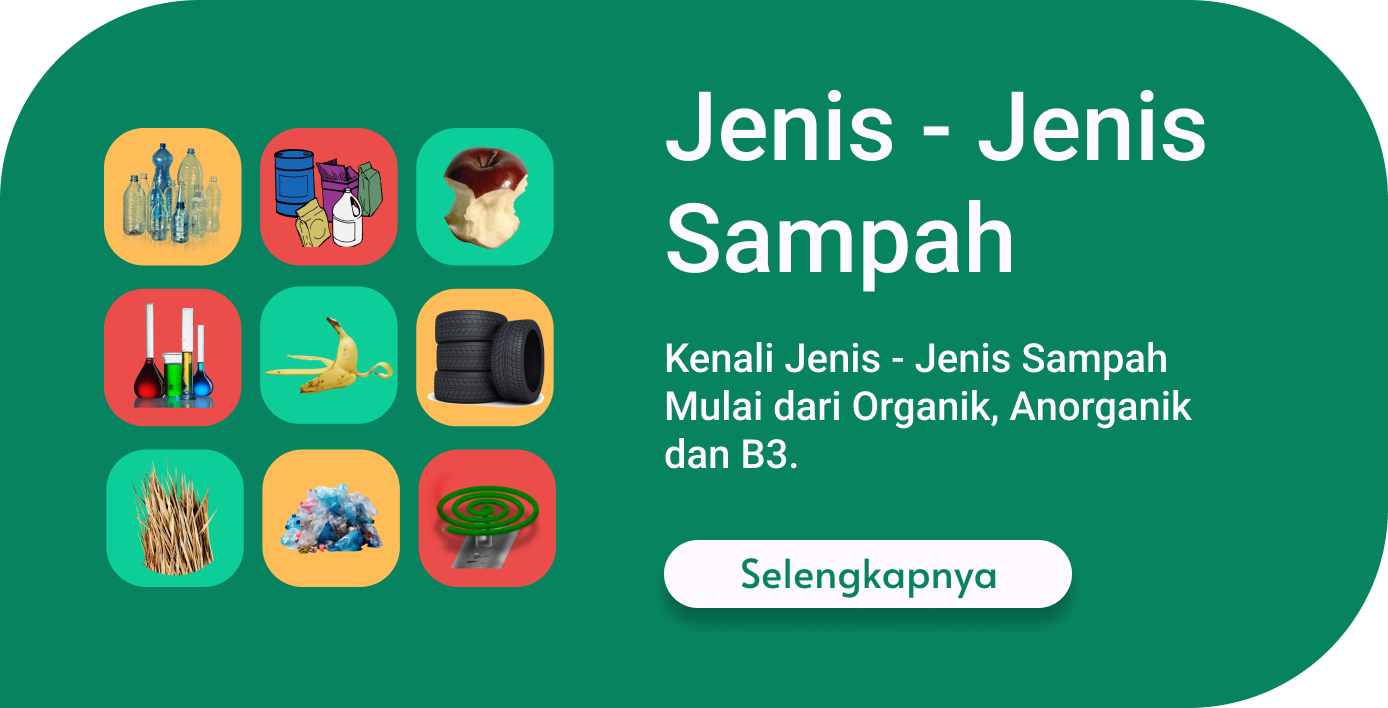 Jenis - Jenis
Sampah
Kenali Jenis - Jenis Sampah
Mulai dari Organik, Anorganik
dan B3.
Selengkapnya